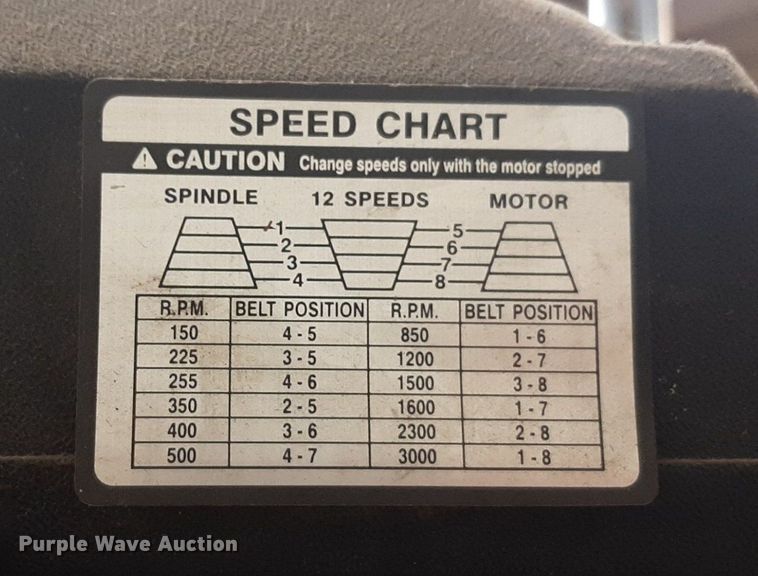 SPEED CHART
⚠ CAUTION Change speeds only with the motor stopped
SPINDLE 12 SPEEDS MOTOR
1 5
2 6
3 7
4 8
R.P.M. BELT POSITION R.P.M. BELT POSITION
150 4 - 5 850 1 - 6
225 3 - 5 1200 2 - 7
255 4 - 6 1500 3 - 8
350 2 - 5 1600 1 - 7
400 3 - 6 2300 2 - 8
500 4 - 7 3000 1 - 8
Purple Wave Auction